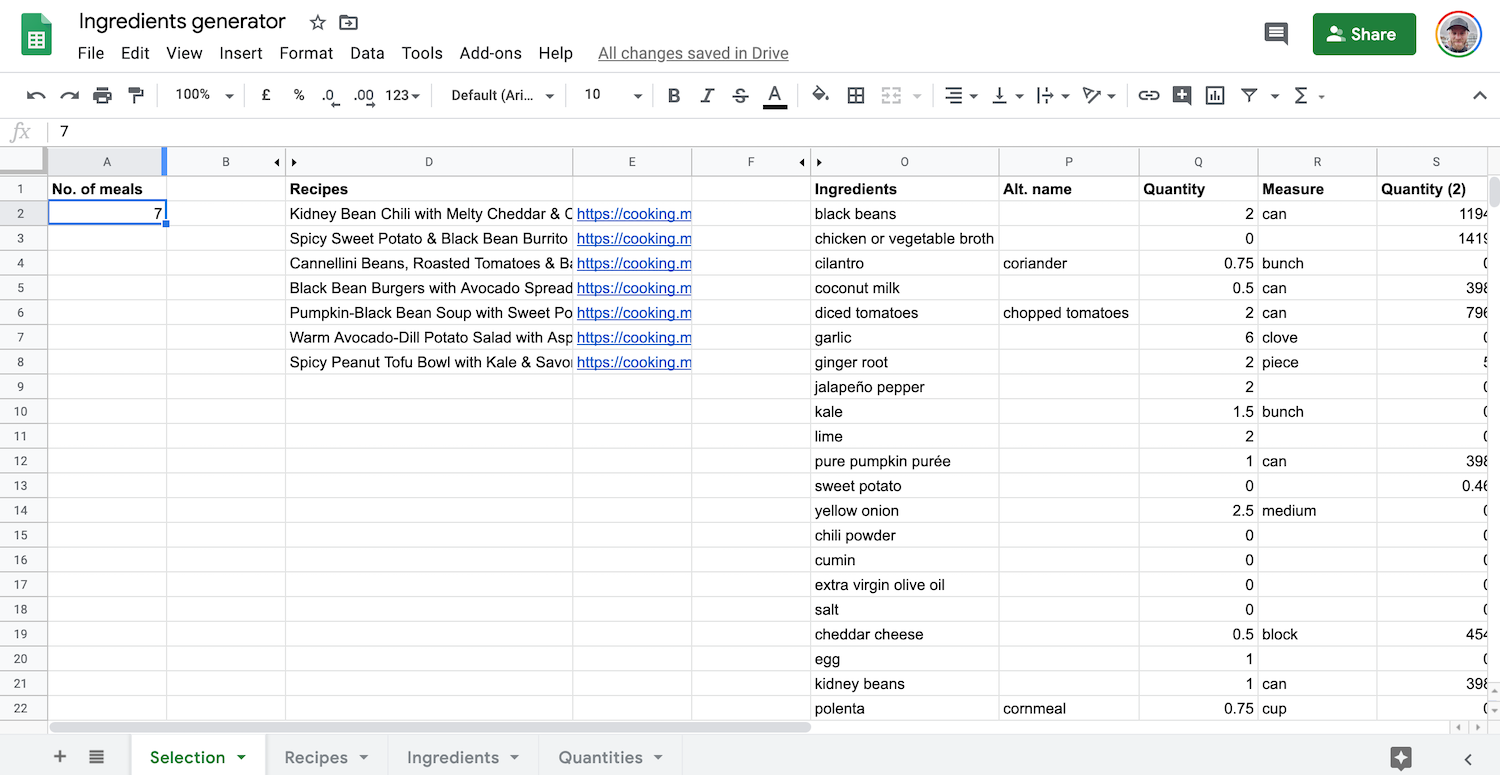 Ingredients generator
File Edit View Insert Format Data Tools Add-ons Help All changes saved in Drive
Share
100% £ % .0 .00 123 Default (Ari... 10 B I S A Σ
fx 7
A B D E F O P Q R S
1 No. of meals Recipes Ingredients Alt. name Quantity Measure Quantity (2)
2 7 Kidney Bean Chili with Melty Cheddar & C https://cooking.m black beans 2 can 1194
3 Spicy Sweet Potato & Black Bean Burrito https://cooking.m chicken or vegetable broth 0 1419
4 Cannellini Beans, Roasted Tomatoes & Ba https://cooking.m cilantro coriander 0.75 bunch 0
5 Black Bean Burgers with Avocado Spread https://cooking.m coconut milk 0.5 can 398
6 Pumpkin-Black Bean Soup with Sweet Po https://cooking.m diced tomatoes chopped tomatoes 2 can 796
7 Warm Avocado-Dill Potato Salad with Asp https://cooking.m garlic 6 clove 0
8 Spicy Peanut Tofu Bowl with Kale & Savo https://cooking.m ginger root 2 piece 5
9 jalapeño pepper 2 0
10 kale 1.5 bunch 0
11 lime 2 0
12 pure pumpkin purée 1 can 398
13 sweet potato 0 0.46
14 yellow onion 2.5 medium 0
15 chili powder 0 0
16 cumin 0 0
17 extra virgin olive oil 0 0
18 salt 0 0
19 cheddar cheese 0.5 block 454
20 egg 1 0
21 kidney beans 1 can 398
22 polenta cornmeal 0.75 cup 0
Selection Recipes Ingredients Quantities